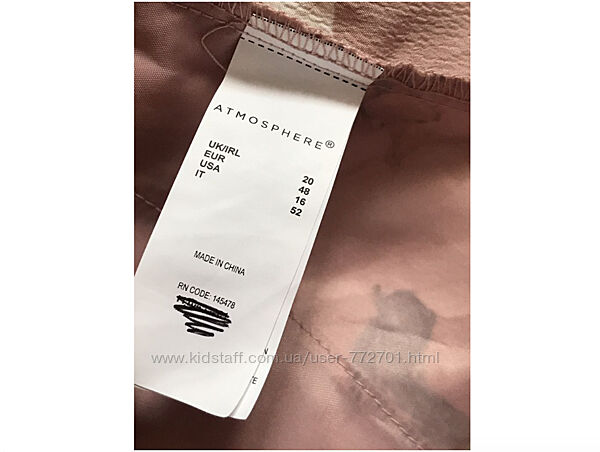 ATMOSPHERE®
UK/IRL 20
EUR 48
USA 16
IT 52
MADE IN CHINA
RN CODE: 145478
www.kidstaff.com.ua/user-772701.html